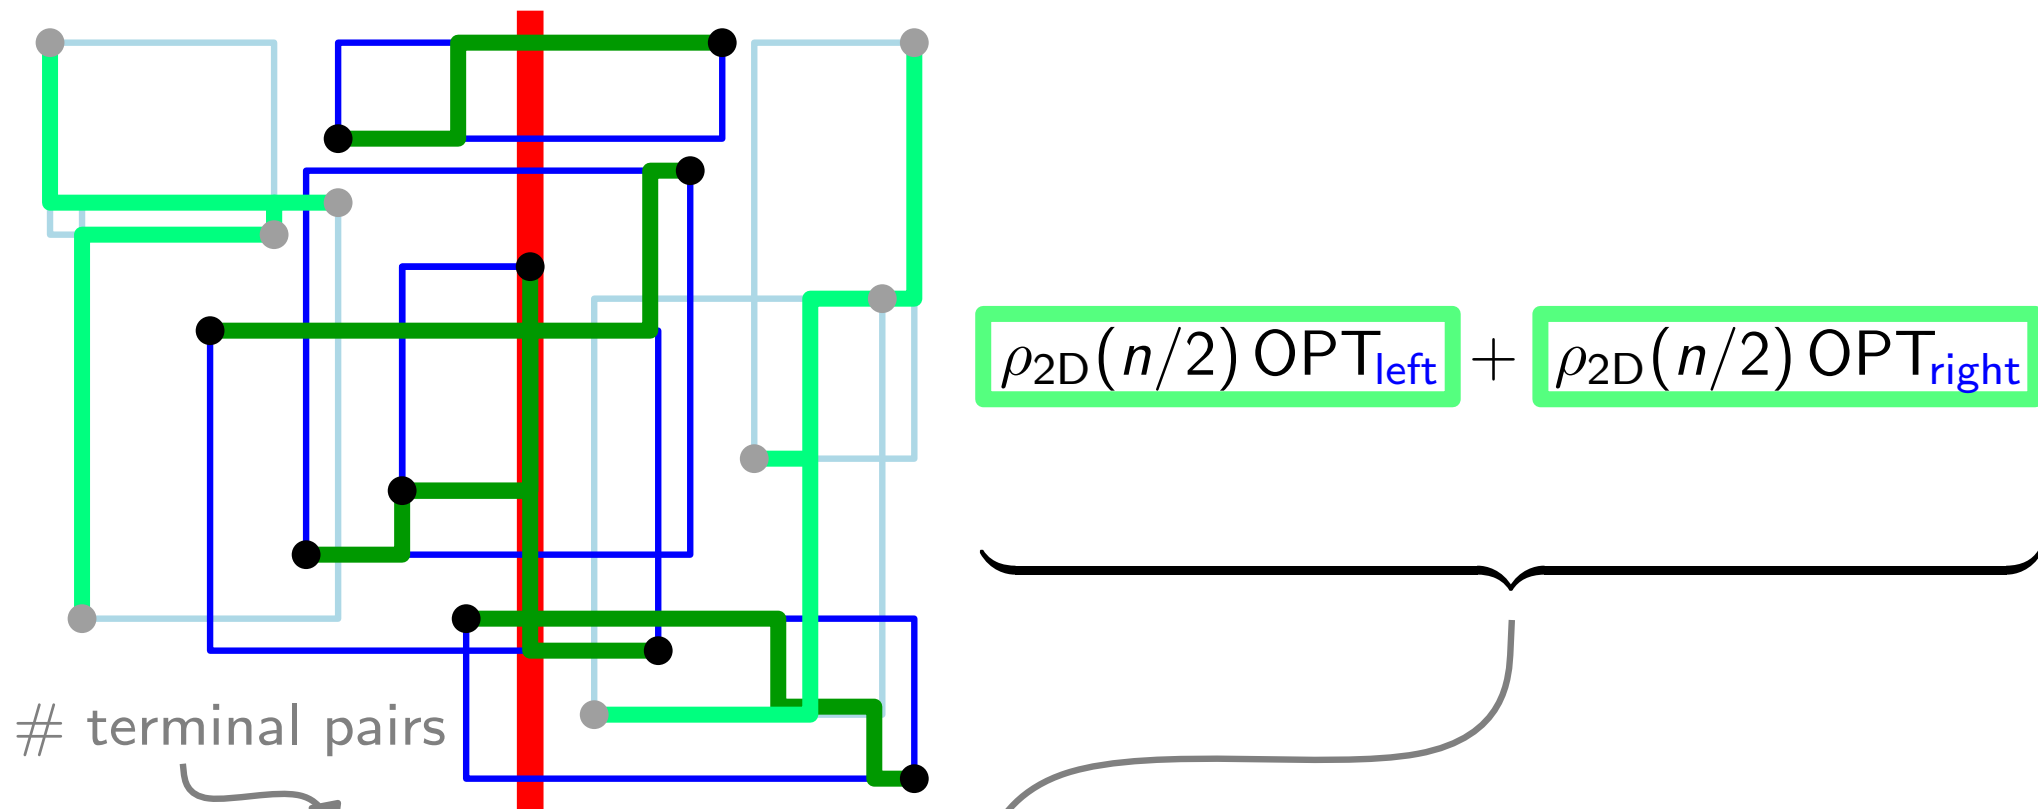 ρ2D(n/2) OPTleft + ρ2D(n/2) OPTright
# terminal pairs